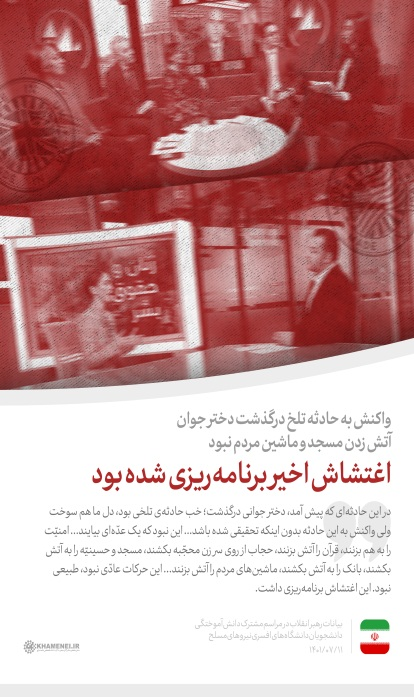 زن و
حقوق
بشر
واکنش به حادثه تلخ درگذشت دختر جوان
آتش زدن مسجد و ماشین مردم نبود
اغتشاش اخیر برنامه‌ریزی شده بود
در این حادثه‌ای که پیش آمد، دختر جوانی درگذشت؛ خب حادثه‌ی تلخی بود، دل ما هم سوخت
ولی واکنش به این حادثه بدون اینکه تحقیقی شده باشد... این نبود که یک عدّه‌ای بیایند... امنیّت
را به هم بزنند، قرآن را آتش بزنند، حجاب از روی سر زن محجّبه بکشند، مسجد و حسینیّه را به آتش
بکشند، بانک را به آتش بکشند، ماشین‌های مردم را آتش بزنند... این حرکات عادّی نبود، طبیعی
نبود. این اغتشاش برنامه‌ریزی داشت.
بیانات رهبر انقلاب در مراسم مشترک دانش‌آموختگی
دانشجویان دانشگاه‌های افسری نیروهای مسلح
۱۴۰۱/۰۷/۱۱
KHAMENEI.IR